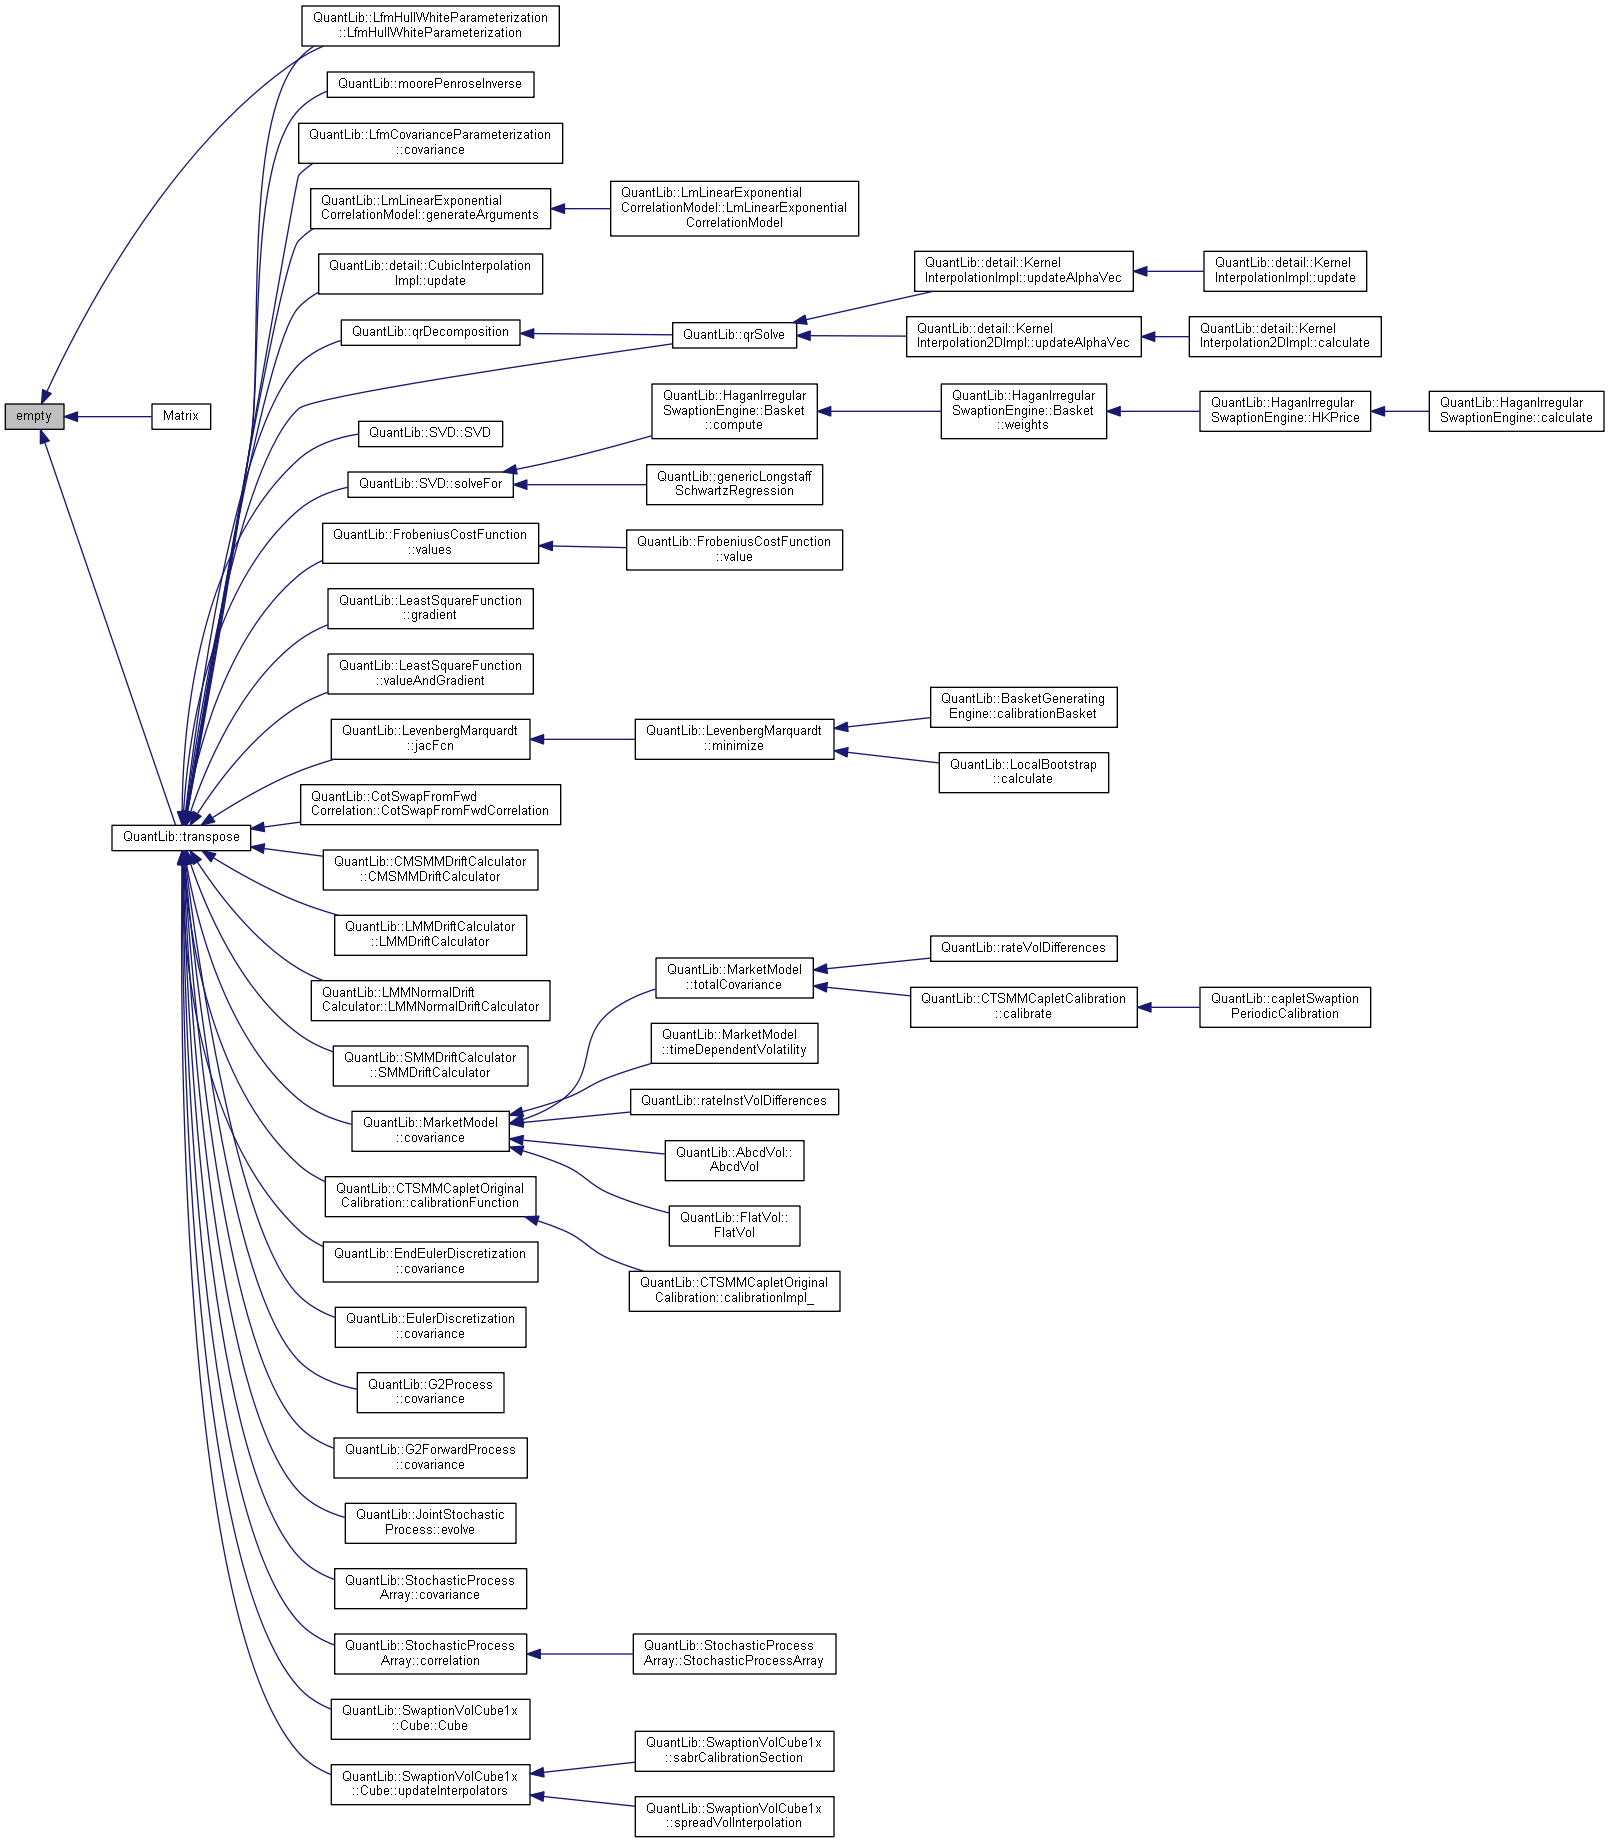 QuantLib::LfmHullWhiteParameterization
::LfmHullWhiteParameterization
QuantLib::moorePenroseInverse
QuantLib::LfmCovarianceParameterization
::covariance
QuantLib::LmLinearExponential
CorrelationModel::generateArguments
QuantLib::LmLinearExponential
CorrelationModel::LmLinearExponential
CorrelationModel
QuantLib::detail::CubicInterpolation
Impl::update
QuantLib::detail::Kernel
InterpolationImpl::updateAlphaVec
QuantLib::detail::Kernel
InterpolationImpl::update
QuantLib::qrDecomposition
QuantLib::qrSolve
QuantLib::detail::Kernel
Interpolation2DImpl::updateAlphaVec
QuantLib::detail::Kernel
Interpolation2DImpl::calculate
empty
Matrix
QuantLib::SVD::SVD
QuantLib::HaganIrregular
SwaptionEngine::Basket
::compute
QuantLib::HaganIrregular
SwaptionEngine::Basket
::weights
QuantLib::HaganIrregular
SwaptionEngine::HKPrice
QuantLib::HaganIrregular
SwaptionEngine::calculate
QuantLib::SVD::solveFor
QuantLib::genericLongstaff
SchwartzRegression
QuantLib::FrobeniusCostFunction
::values
QuantLib::FrobeniusCostFunction
::value
QuantLib::LeastSquareFunction
::gradient
QuantLib::LeastSquareFunction
::valueAndGradient
QuantLib::LevenbergMarquardt
::jacFcn
QuantLib::LevenbergMarquardt
::minimize
QuantLib::BasketGenerating
Engine::calibrationBasket
QuantLib::LocalBootstrap
::calculate
QuantLib::CotSwapFromFwd
Correlation::CotSwapFromFwdCorrelation
QuantLib::transpose
QuantLib::CMSMMDriftCalculator
::CMSMMDriftCalculator
QuantLib::LMMDriftCalculator
::LMMDriftCalculator
QuantLib::LMMNormalDrift
Calculator::LMMNormalDriftCalculator
QuantLib::SMMDriftCalculator
::SMMDriftCalculator
QuantLib::MarketModel
::covariance
QuantLib::MarketModel
::totalCovariance
QuantLib::rateVolDifferences
QuantLib::CTSMMCapletCalibration
::calibrate
QuantLib::capletSwaption
PeriodicCalibration
QuantLib::MarketModel
::timeDependentVolatility
QuantLib::rateInstVolDifferences
QuantLib::AbcdVol::
AbcdVol
QuantLib::FlatVol::
FlatVol
QuantLib::CTSMMCapletOriginal
Calibration::calibrationFunction
QuantLib::CTSMMCapletOriginal
Calibration::calibrationImpl_
QuantLib::EndEulerDiscretization
::covariance
QuantLib::EulerDiscretization
::covariance
QuantLib::G2Process
::covariance
QuantLib::G2ForwardProcess
::covariance
QuantLib::JointStochastic
Process::evolve
QuantLib::StochasticProcess
Array::covariance
QuantLib::StochasticProcess
Array::correlation
QuantLib::StochasticProcess
Array::StochasticProcessArray
QuantLib::SwaptionVolCube1x
::Cube::Cube
QuantLib::SwaptionVolCube1x
::Cube::updateInterpolators
QuantLib::SwaptionVolCube1x
::sabrCalibrationSection
QuantLib::SwaptionVolCube1x
::spreadVolInterpolation